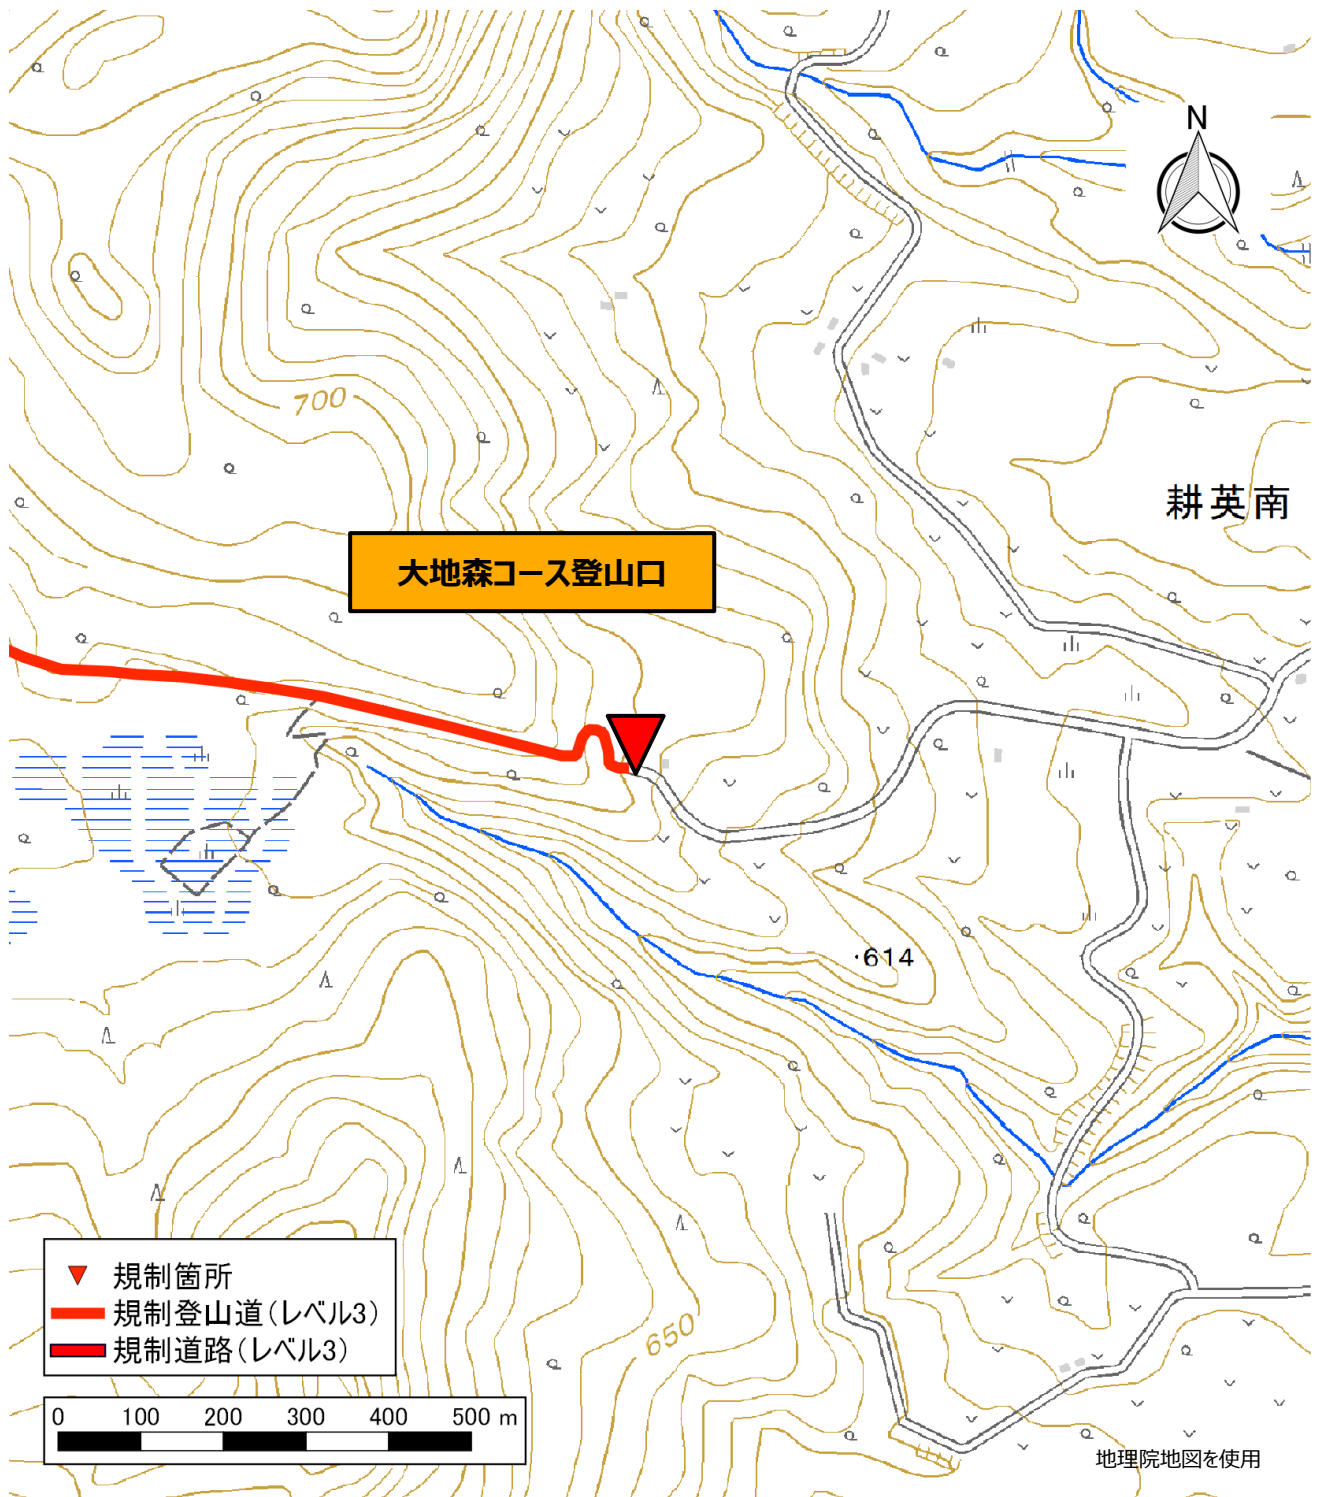 N
700
耕英南
大地森コース登山口
・614
650
規制箇所
規制登山道(レベル3)
規制道路(レベル3)
0 100 200 300 400 500 m
地理院地図を使用